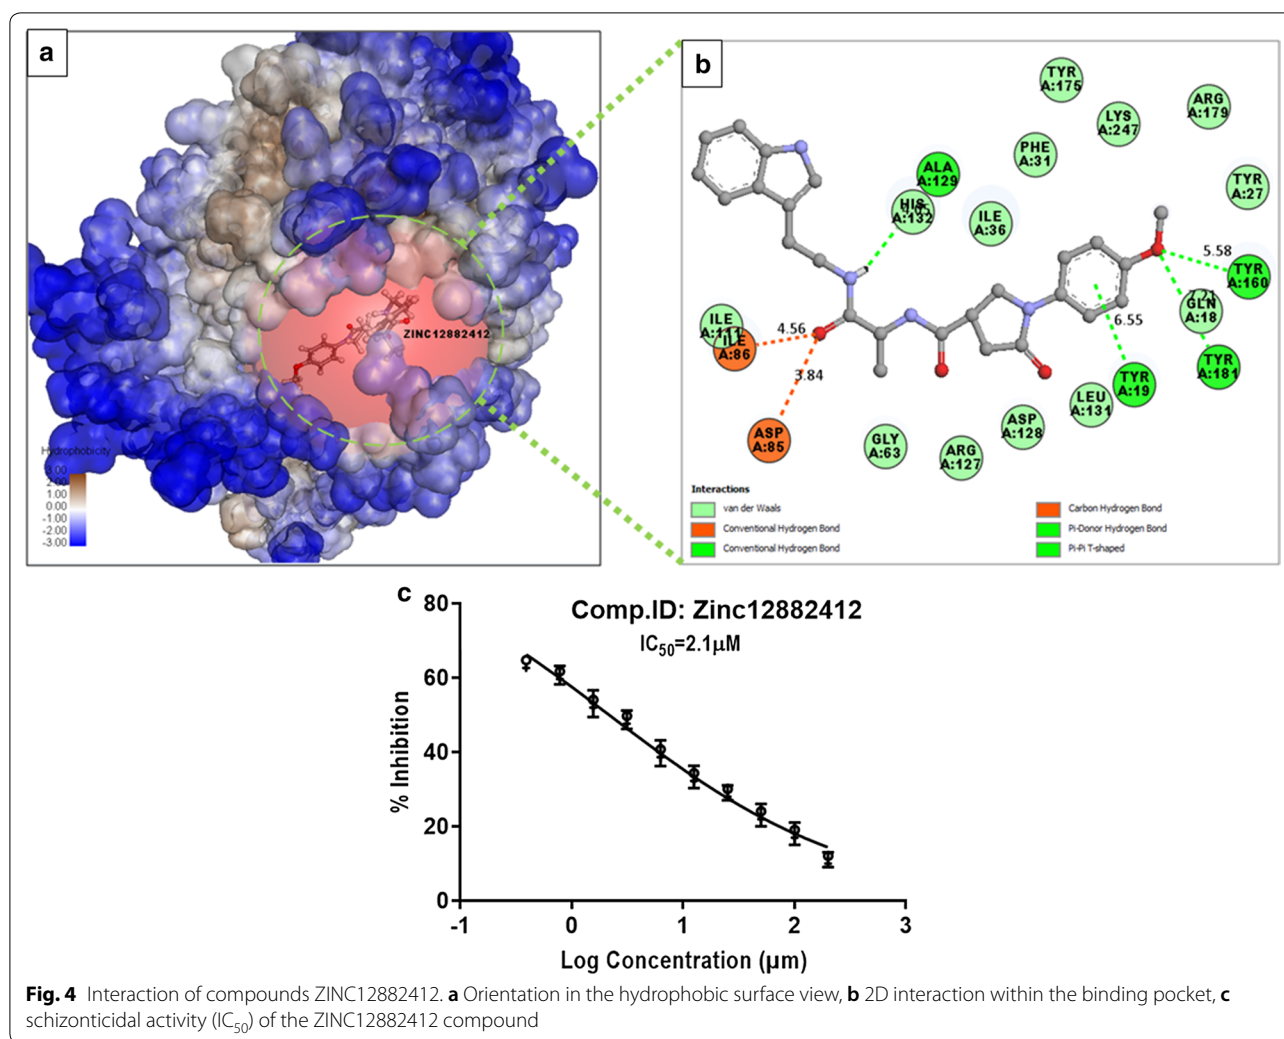 a
ZINC12882412
Hydrophobicity
3.00
2.00
1.00
0.00
-1.00
-2.00
-3.00
b
TYR
A:175
ARG
A:179
LYS
A:247
PHE
A:31
ALA
A:129
TYR
A:27
HIS
A:132
ILE
A:36
5.58
TYR
A:160
GLN
A:18
ILE
A:111
4.56
6.55
ILE
A:86
3.84
TYR
A:181
TYR
A:19
LEU
A:131
ASP
A:128
ASP
A:85
GLY
A:63
ARG
A:127
Interactions
van der Waals
Conventional Hydrogen Bond
Conventional Hydrogen Bond
Carbon Hydrogen Bond
Pi-Donor Hydrogen Bond
Pi-Pi T-shaped
c
Comp.ID: Zinc12882412
IC50=2.1µM
% Inhibition
80
60
40
20
0
-1 0 1 2 3
Log Concentration (µm)
Fig. 4 Interaction of compounds ZINC12882412. a Orientation in the hydrophobic surface view, b 2D interaction within the binding pocket, c
schizonticidal activity (IC50) of the ZINC12882412 compound